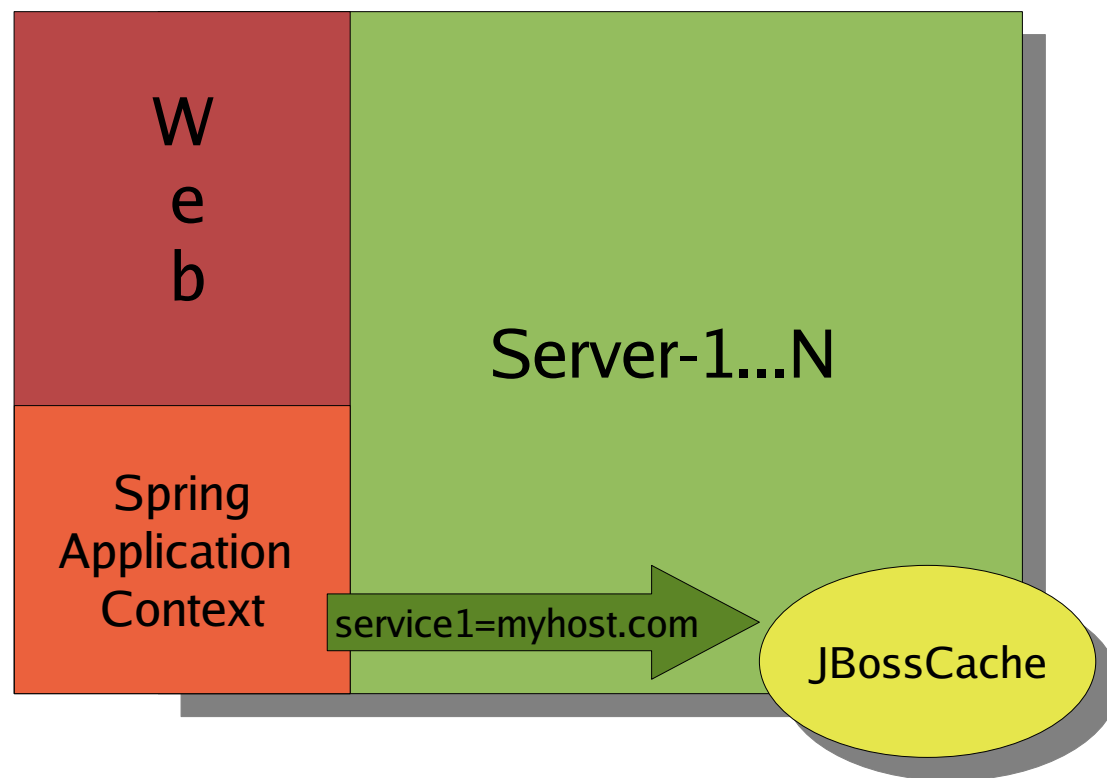 W
e
b
Server-1...N
Spring
Application
Context
service1=myhost.com
JBossCache